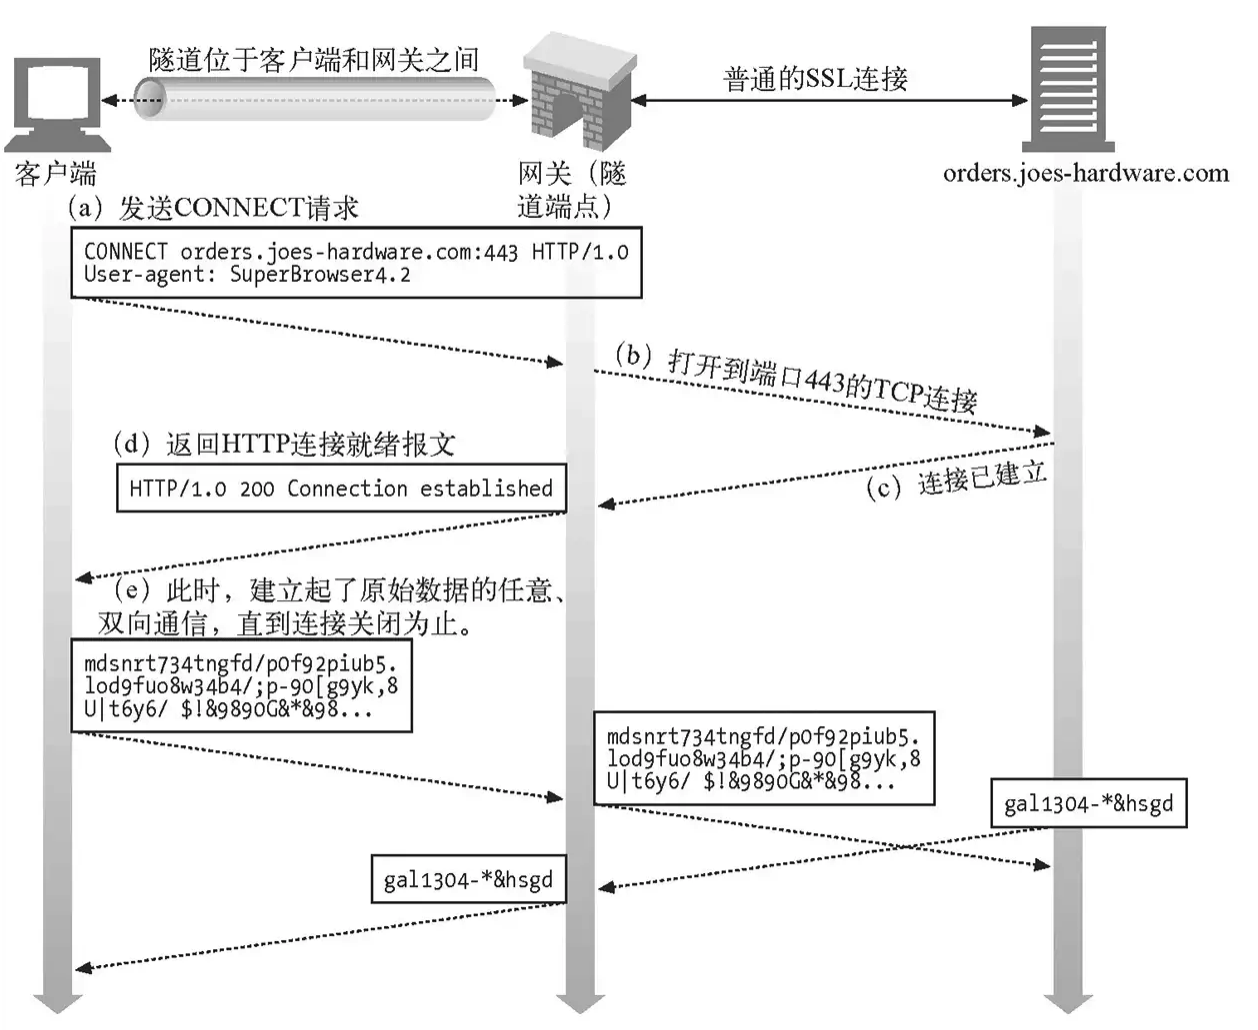 隧道位于客户端和网关之间
普通的SSL连接
客户端
网关（隧
道端点）
orders.joes-hardware.com
（a）发送CONNECT请求
CONNECT orders.joes-hardware.com:443 HTTP/1.0
User-agent: SuperBrowser4.2
（b）打开到端口443的TCP连接
（c）连接已建立
（d）返回HTTP连接就绪报文
HTTP/1.0 200 Connection established
（e）此时，建立起了原始数据的任意、
双向通信，直到连接关闭为止。
mdsnrt734tngfd/p0f92piub5.
lod9fuo8w34b4/;p-90[g9yk,8
U|t6y6/ $!&9890G&*&98...
mdsnrt734tngfd/p0f92piub5.
lod9fuo8w34b4/;p-90[g9yk,8
U|t6y6/ $!&9890G&*&98...
gal1304-*&hsgd
gal1304-*&hsgd